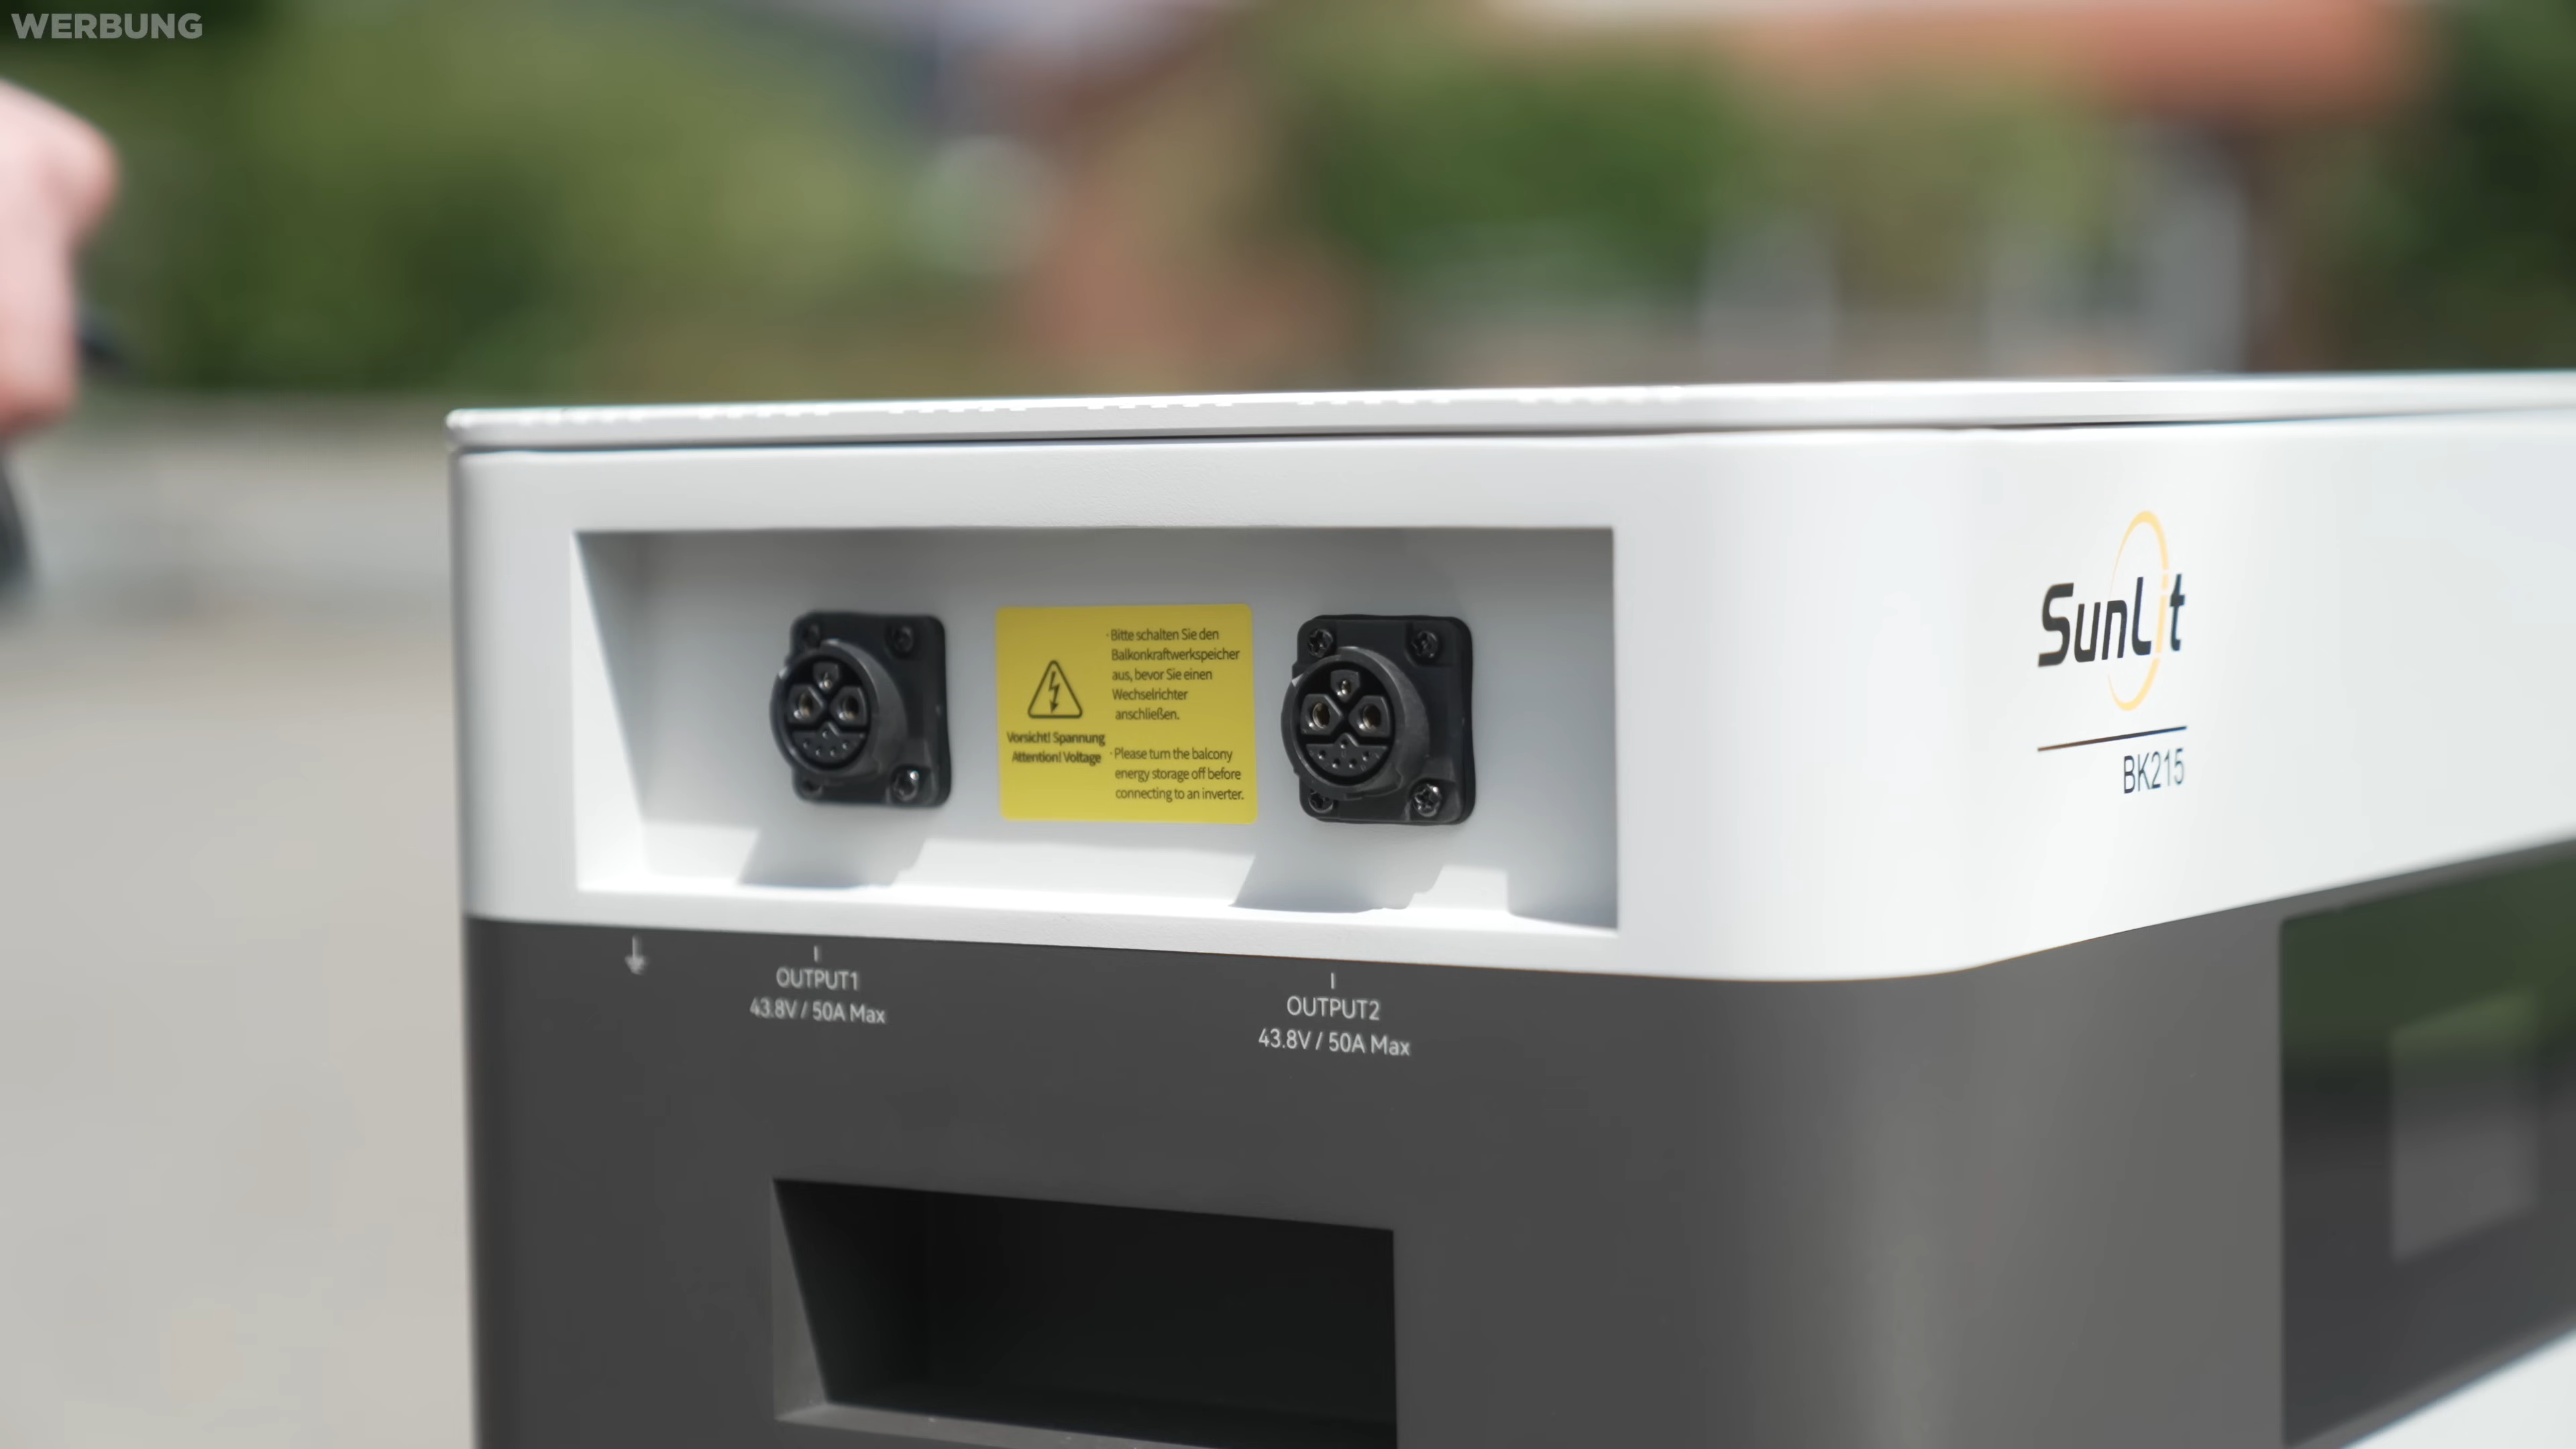 WERBUNG
SunLit
BK215
· Bitte schalten Sie den
Balkonkraftwerkspeicher
aus, bevor Sie einen
Wechselrichter
anschließen.
Vorsicht! Spannung
Attention! Voltage
· Please turn the balcony
energy storage off before
connecting to an inverter.
OUTPUT1
43.8V / 50A Max
OUTPUT2
43.8V / 50A Max